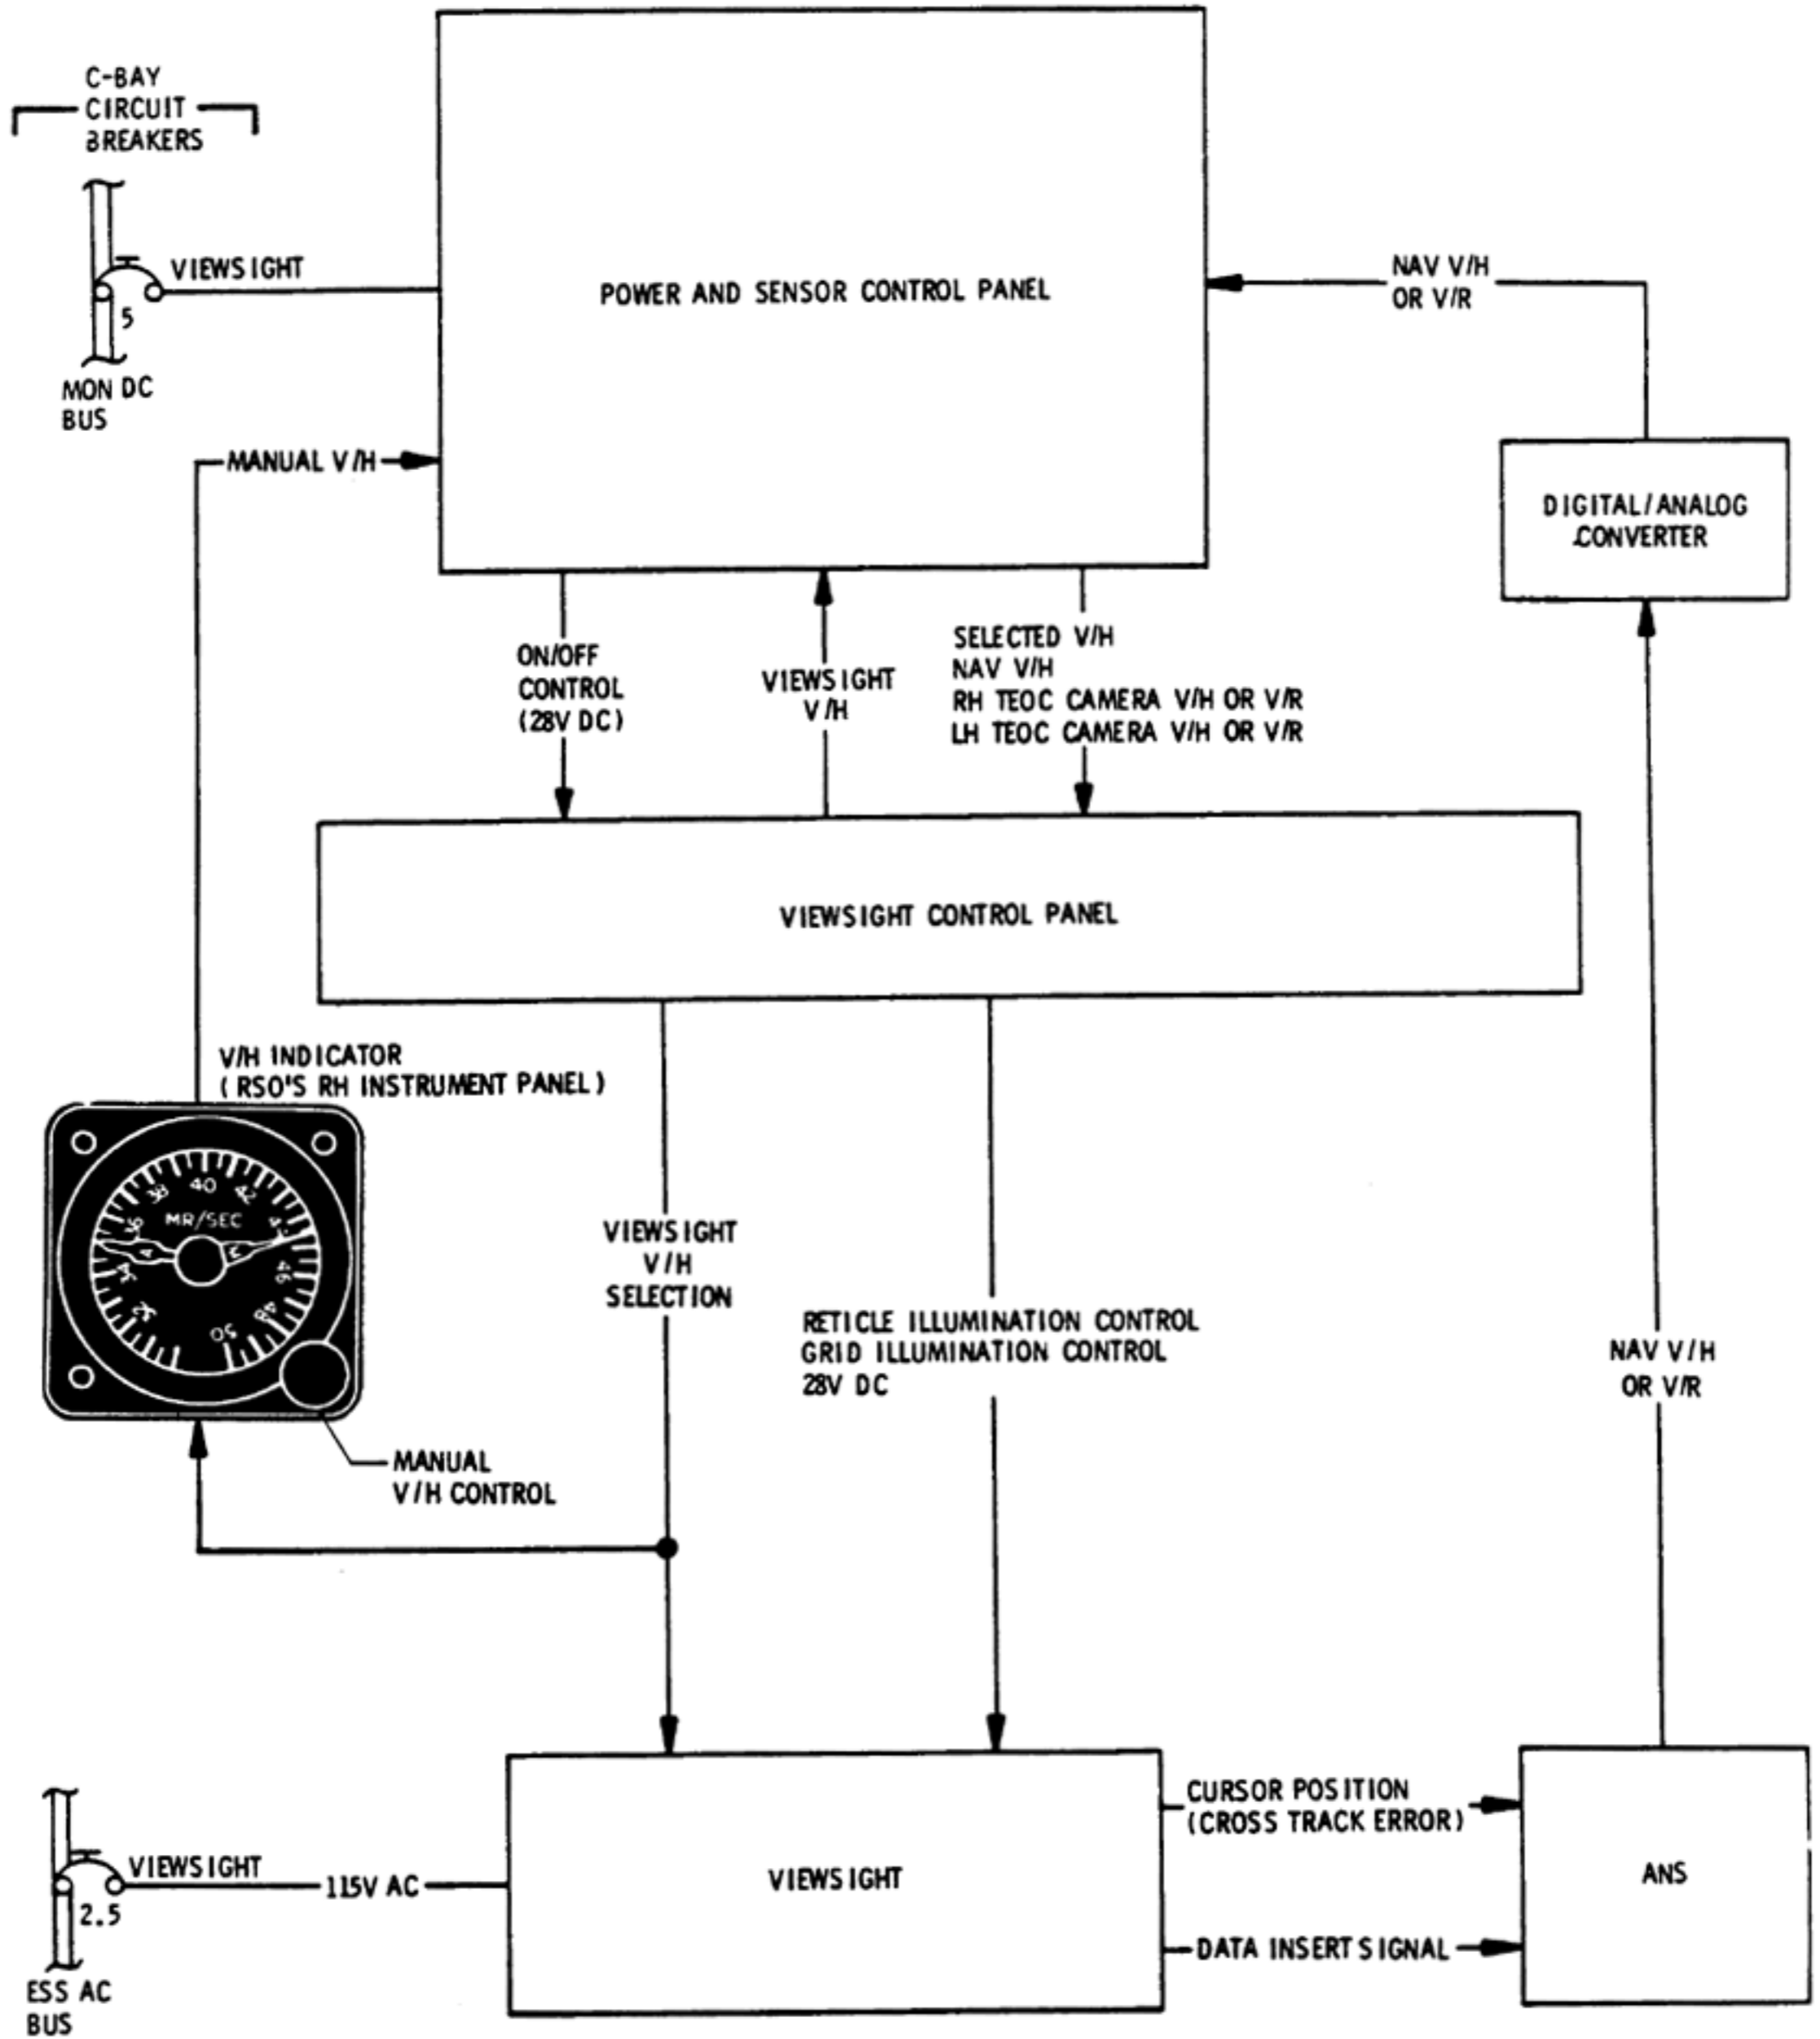 C-BAY
CIRCUIT
BREAKERS
VIEWSIGHT
5
MON DC
BUS
POWER AND SENSOR CONTROL PANEL
NAV V/H
OR V/R
MANUAL V/H
DIGITAL/ANALOG
CONVERTER
ON/OFF
CONTROL
(28V DC)
VIEWSIGHT
V/H
SELECTED V/H
NAV V/H
RH TEOC CAMERA V/H OR V/R
LH TEOC CAMERA V/H OR V/R
VIEWSIGHT CONTROL PANEL
V/H INDICATOR
(RSO'S RH INSTRUMENT PANEL)
32
34
36
38
40
42
46
48
50
MR/SEC
A
M
MANUAL
V/H CONTROL
VIEWSIGHT
V/H
SELECTION
RETICLE ILLUMINATION CONTROL
GRID ILLUMINATION CONTROL
28V DC
NAV V/H
OR V/R
VIEWSIGHT
2.5
115V AC
ESS AC
BUS
VIEWSIGHT
CURSOR POSITION
(CROSS TRACK ERROR)
DATA INSERT SIGNAL
ANS